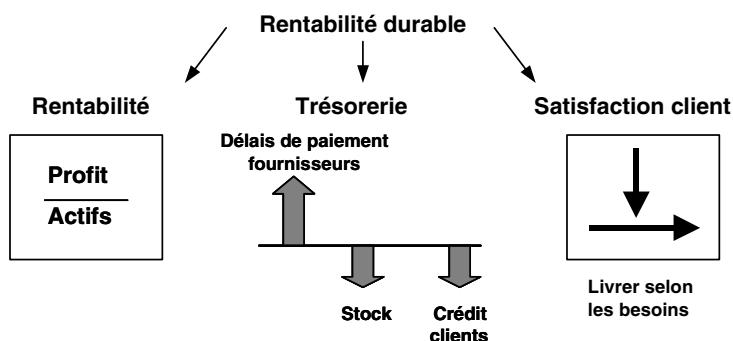 Rentabilité durable
Rentabilité
Trésorerie
Satisfaction client
Profit
Actifs
Délais de paiement
fournisseurs
Stock
Crédit
clients
Livrer selon
les besoins